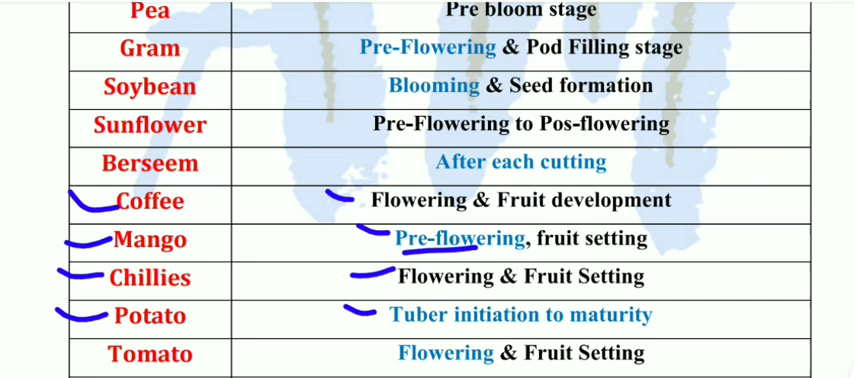 Pea Pre bloom stage
Gram Pre-Flowering & Pod Filling stage
Soybean Blooming & Seed formation
Sunflower Pre-Flowering to Pos-flowering
Berseem After each cutting
Coffee Flowering & Fruit development
Mango Pre-flowering, fruit setting
Chillies Flowering & Fruit Setting
Potato Tuber initiation to maturity
Tomato Flowering & Fruit Setting